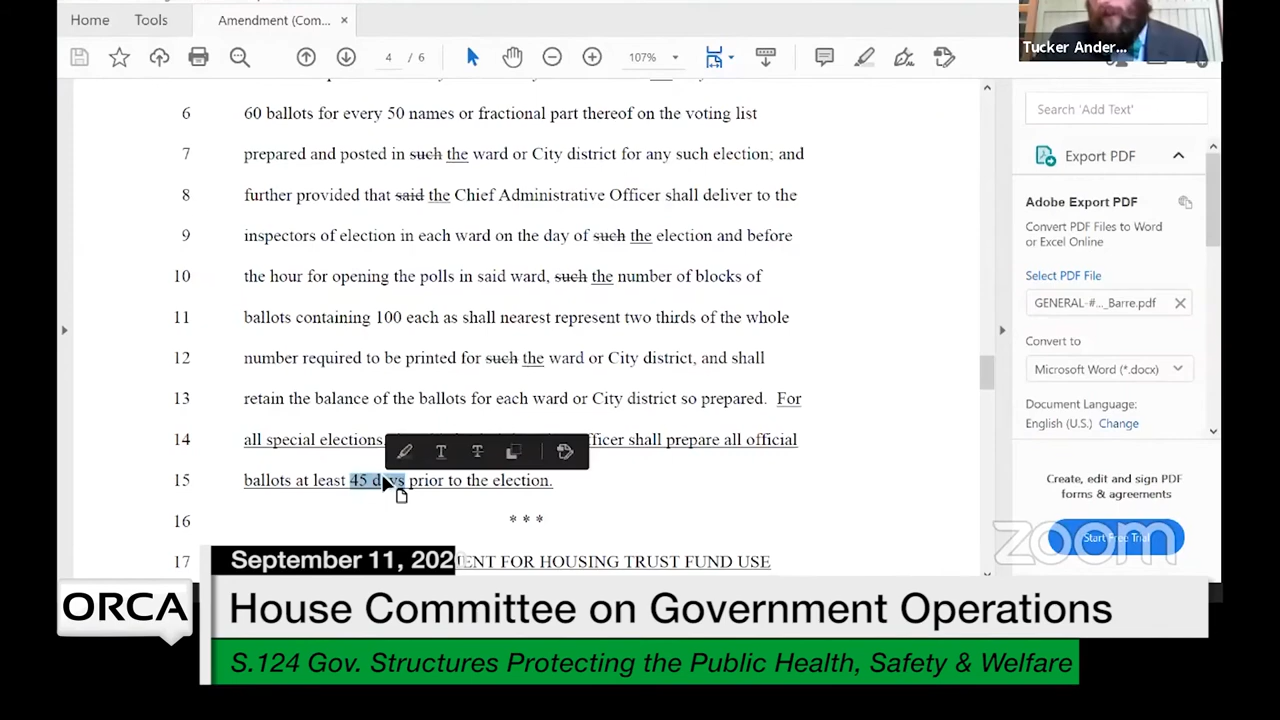 Home Tools Amendment (Com... ×
Tucker Ander...
4 / 6 107%
Search 'Add Text'
Export PDF
Adobe Export PDF
Convert PDF Files to Word
or Excel Online
Select PDF File
GENERAL-#..._Barre.pdf
Convert to
Microsoft Word (*.docx)
Document Language:
English (U.S.) Change
Create, edit and sign PDF
forms & agreements
Start Free Trial
zoom
6 60 ballots for every 50 names or fractional part thereof on the voting list
7 prepared and posted in such the ward or City district for any such election; and
8 further provided that said the Chief Administrative Officer shall deliver to the
9 inspectors of election in each ward on the day of such the election and before
10 the hour for opening the polls in said ward, such the number of blocks of
11 ballots containing 100 each as shall nearest represent two thirds of the whole
12 number required to be printed for such the ward or City district, and shall
13 retain the balance of the ballots for each ward or City district so prepared. For
14 all special elections fficer shall prepare all official
15 ballots at least 45 days prior to the election.
16 * * *
17 ENT FOR HOUSING TRUST FUND USE
September 11, 202
ORCA
House Committee on Government Operations
S.124 Gov. Structures Protecting the Public Health, Safety & Welfare